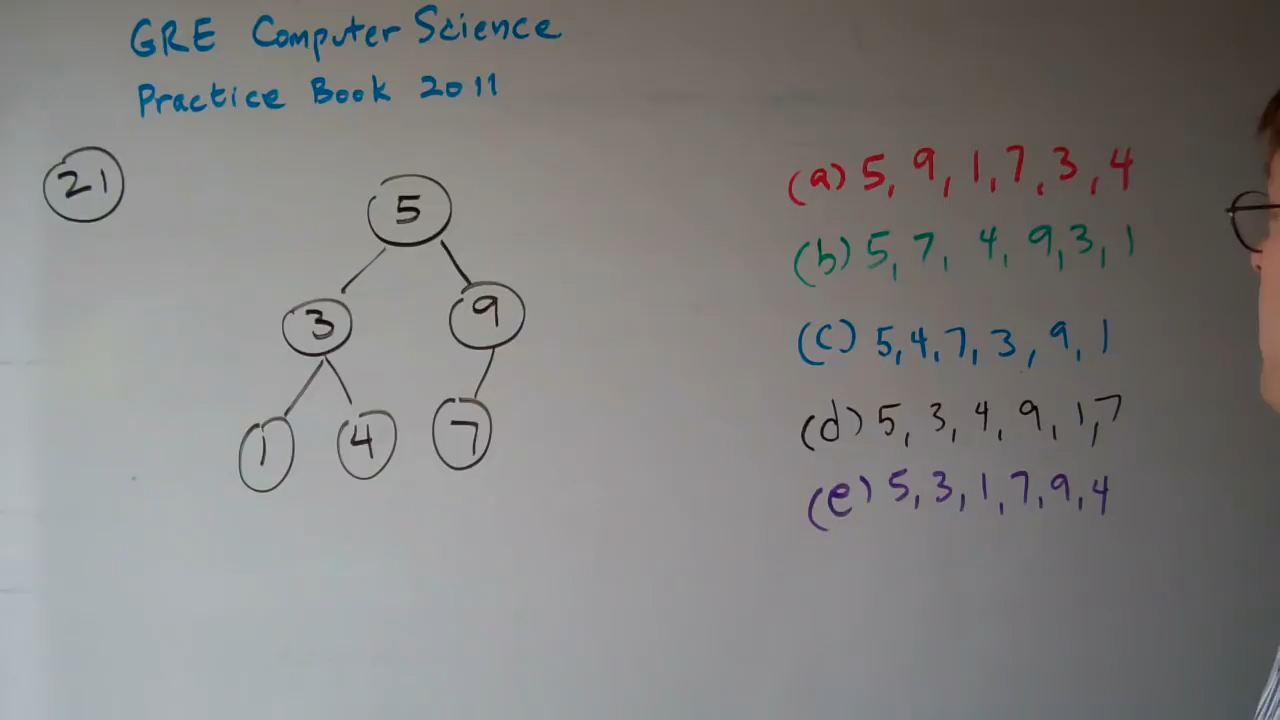 GRE Computer Science
Practice Book 2011
21
5
3 9
1 4 7
(a) 5, 9, 1, 7, 3, 4
(b) 5, 7, 4, 9, 3, 1
(c) 5, 4, 7, 3, 9, 1
(d) 5, 3, 4, 9, 1, 7
(e) 5, 3, 1, 7, 9, 4